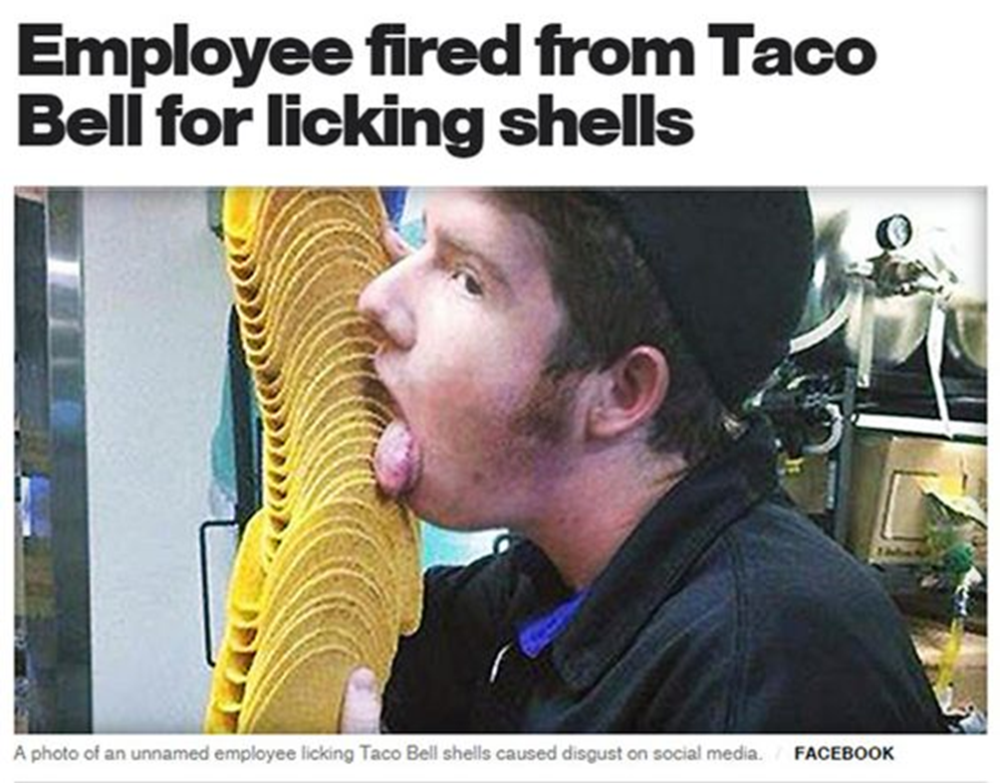 Employee fired from Taco
Bell for licking shells
A photo of an unnamed employee licking Taco Bell shells caused disgust on social media. / FACEBOOK